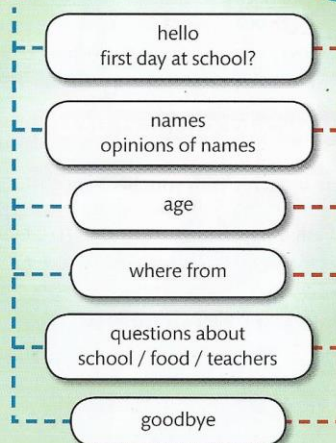 hello
first day at school?
names
opinions of names
age
where from
questions about
school / food / teachers
goodbye